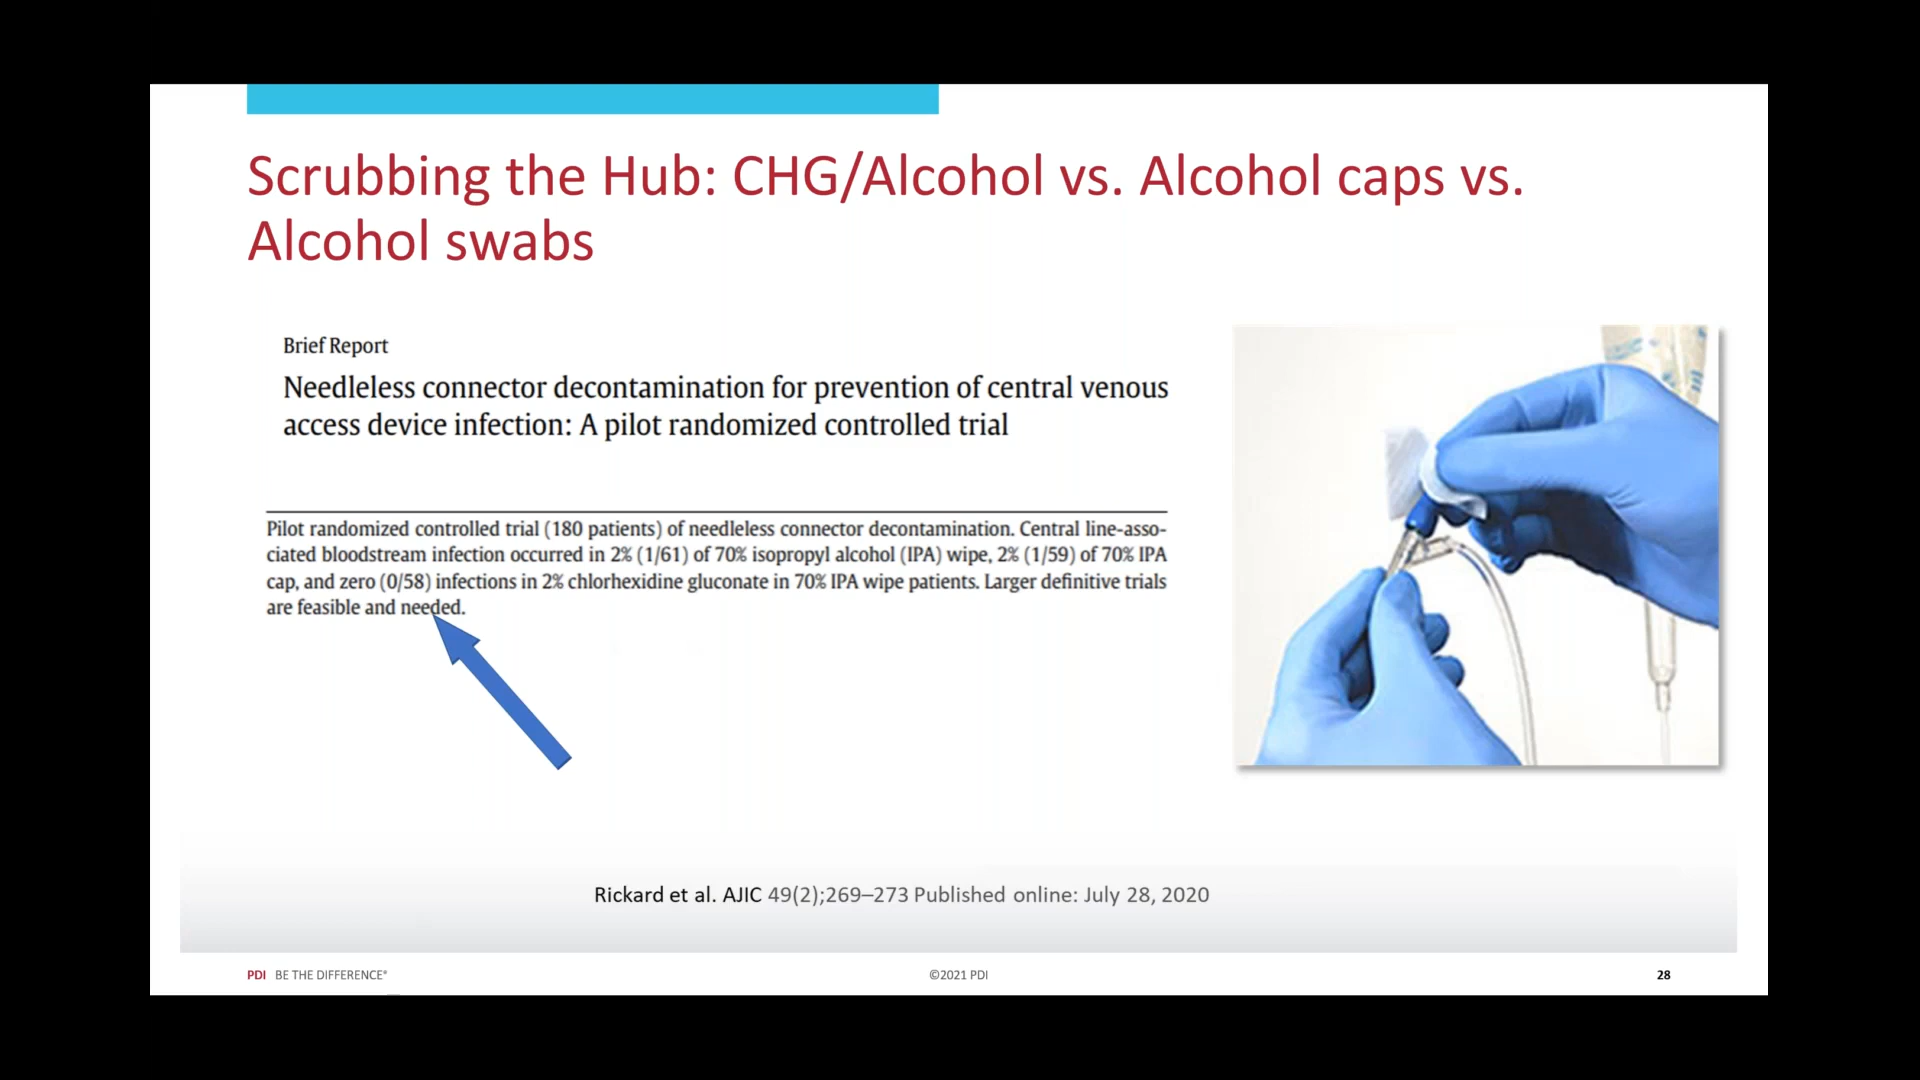 Scrubbing the Hub: CHG/Alcohol vs. Alcohol caps vs.
Alcohol swabs
Brief Report
Needleless connector decontamination for prevention of central venous
access device infection: A pilot randomized controlled trial
Pilot randomized controlled trial (180 patients) of needleless connector decontamination. Central line-asso-
ciated bloodstream infection occurred in 2% (1/61) of 70% isopropyl alcohol (IPA) wipe, 2% (1/59) of 70% IPA
cap, and zero (0/58) infections in 2% chlorhexidine gluconate in 70% IPA wipe patients. Larger definitive trials
are feasible and needed.
Rickard et al. AJIC 49(2);269–273 Published online: July 28, 2020
PDI BE THE DIFFERENCE®
©2021 PDI
28